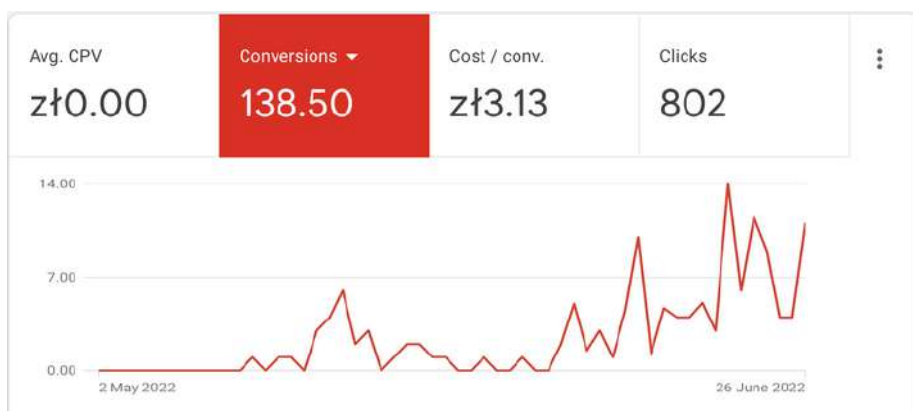 Avg. CPV
zł0.00
Conversions
138.50
Cost / conv.
zł3.13
Clicks
802
14.00
7.00
0.00
2 May 2022
26 June 2022